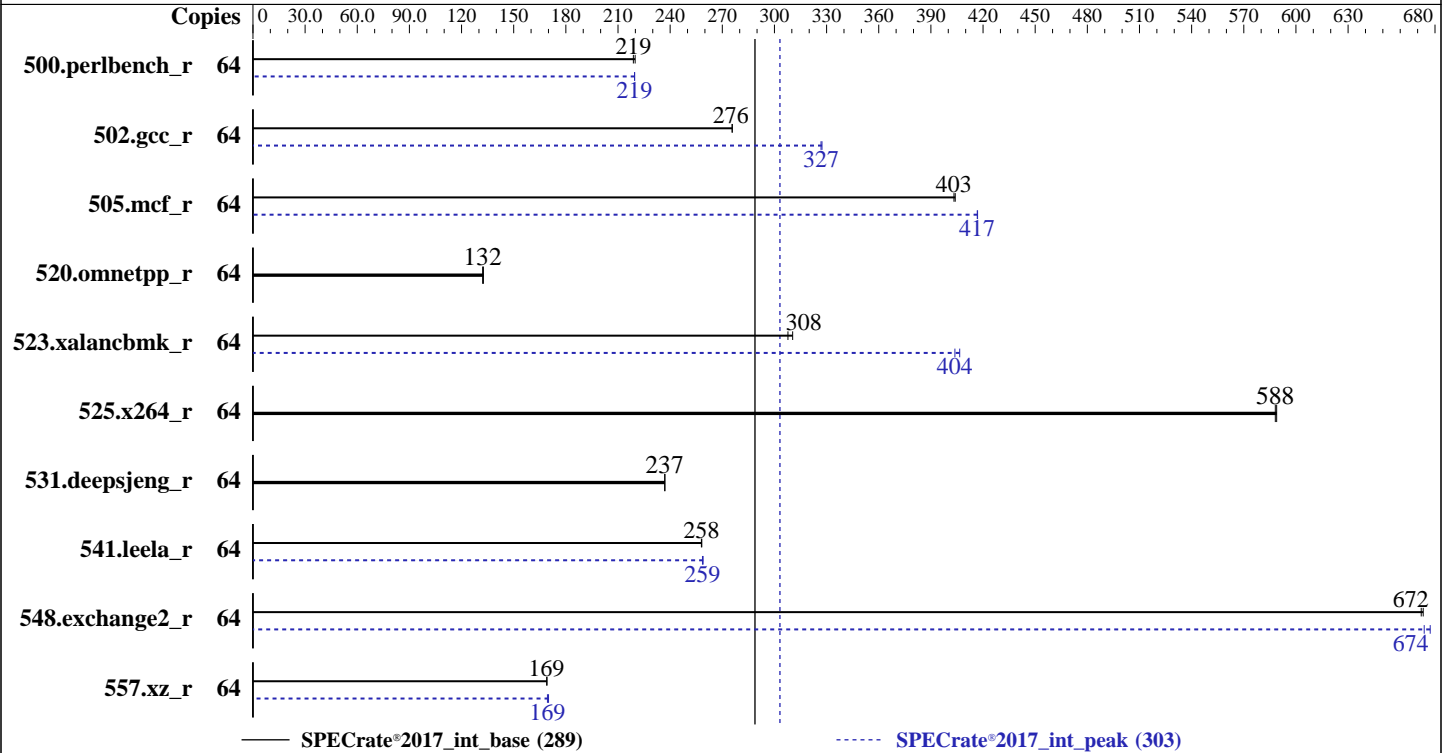 Copies 0 30.0 60.0 90.0 120 150 180 210 240 270 300 330 360 390 420 450 480 510 540 570 600 630 680
219
500.perlbench_r 64
219
276
502.gcc_r 64
327
403
505.mcf_r 64
417
132
520.omnetpp_r 64
308
523.xalancbmk_r 64
404
588
525.x264_r 64
237
531.deepsjeng_r 64
258
541.leela_r 64
259
672
548.exchange2_r 64
674
169
557.xz_r 64
169
SPECrate®2017_int_base (289) SPECrate®2017_int_peak (303)